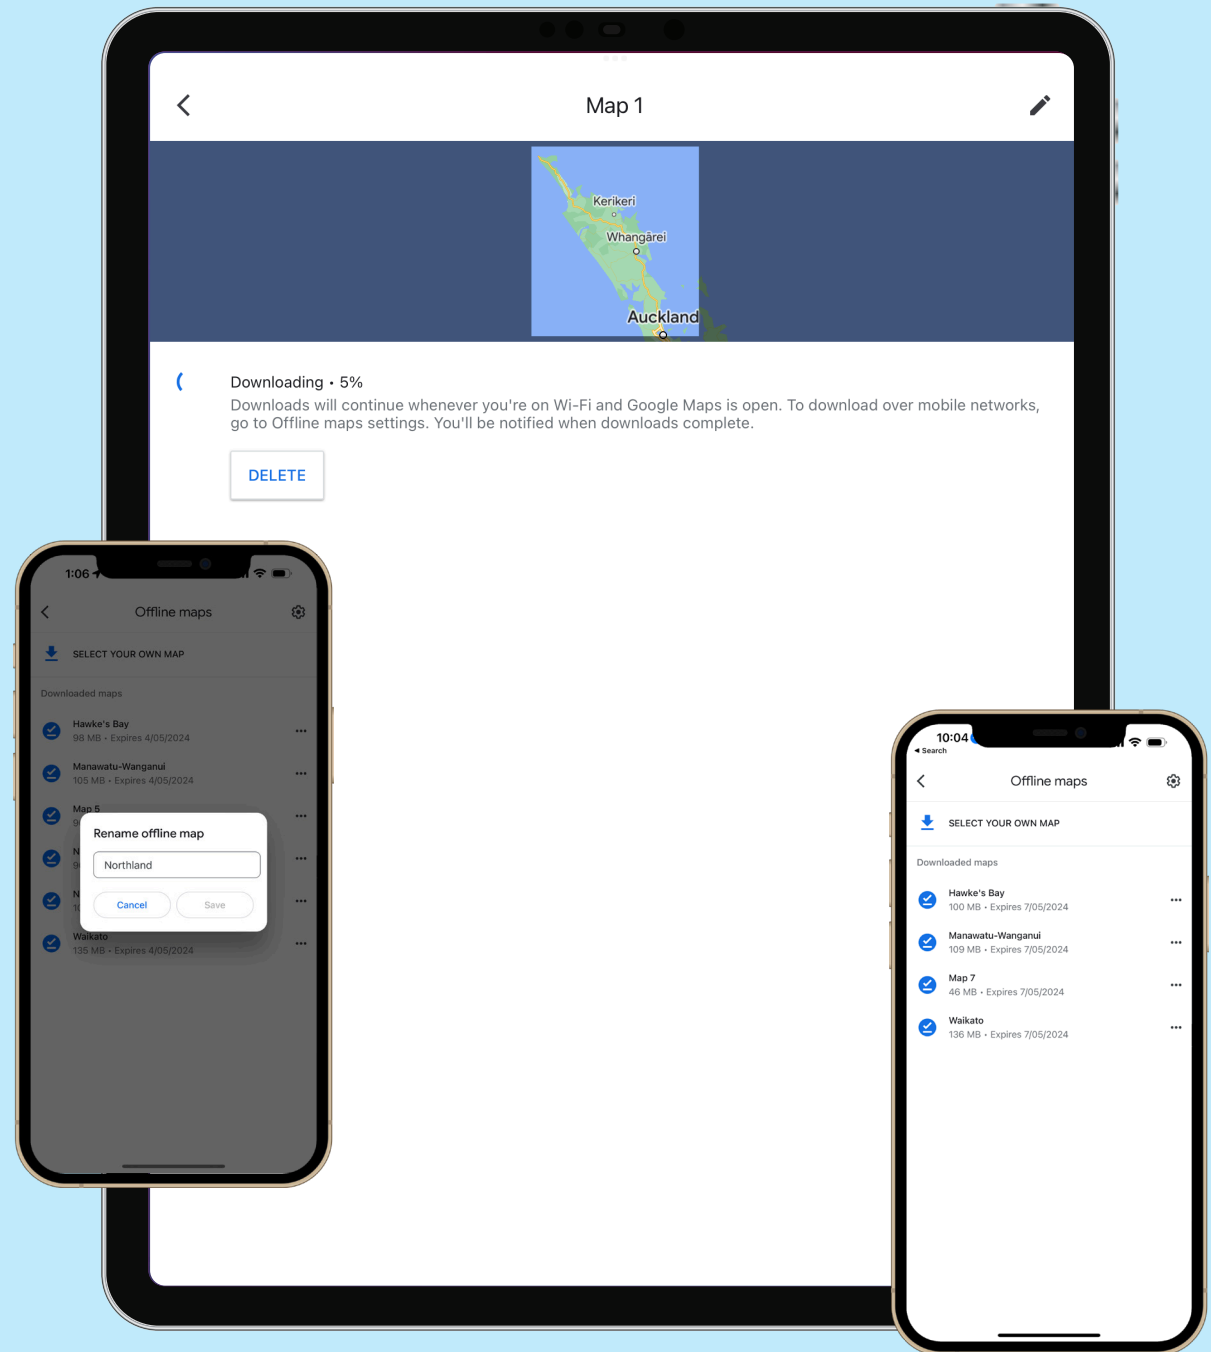 Map 1
Kerikeri
Whangārei
Auckland
Downloading • 5%
Downloads will continue whenever you're on Wi-Fi and Google Maps is open. To download over mobile networks,
go to Offline maps settings. You'll be notified when downloads complete.
DELETE
1:06
Offline maps
SELECT YOUR OWN MAP
Downloaded maps
Hawke's Bay
98 MB • Expires 4/05/2024
Manawatu-Wanganui
105 MB • Expires 4/05/2024
Map 5
Rename offline map
Northland
Cancel Save
Waikato
135 MB • Expires 4/05/2024
10:04
Search
Offline maps
SELECT YOUR OWN MAP
Downloaded maps
Hawke's Bay
100 MB • Expires 7/05/2024
Manawatu-Wanganui
109 MB • Expires 7/05/2024
Map 7
46 MB • Expires 7/05/2024
Waikato
136 MB • Expires 7/05/2024